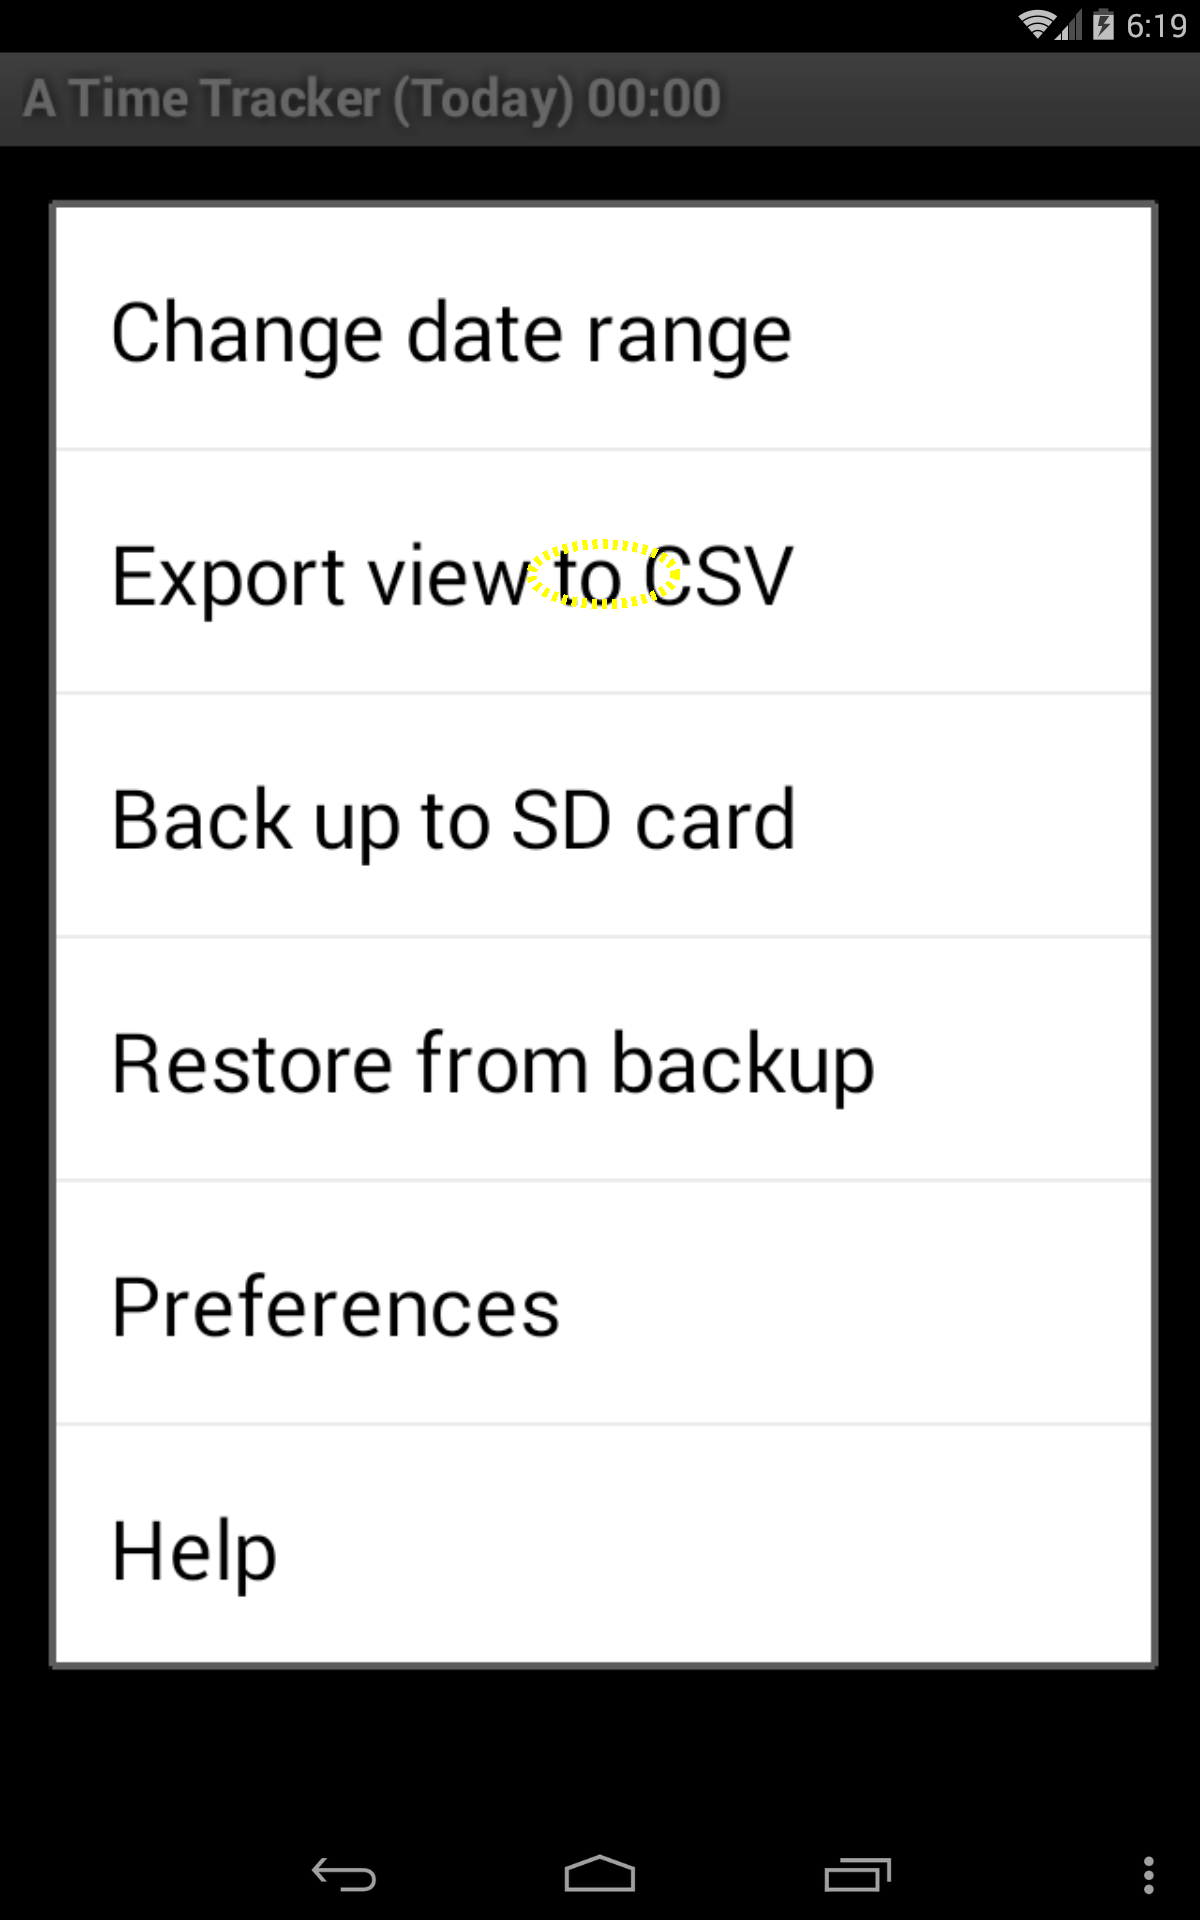 6:19
A Time Tracker (Today) 00:00
Change date range
Export view to CSV
Back up to SD card
Restore from backup
Preferences
Help